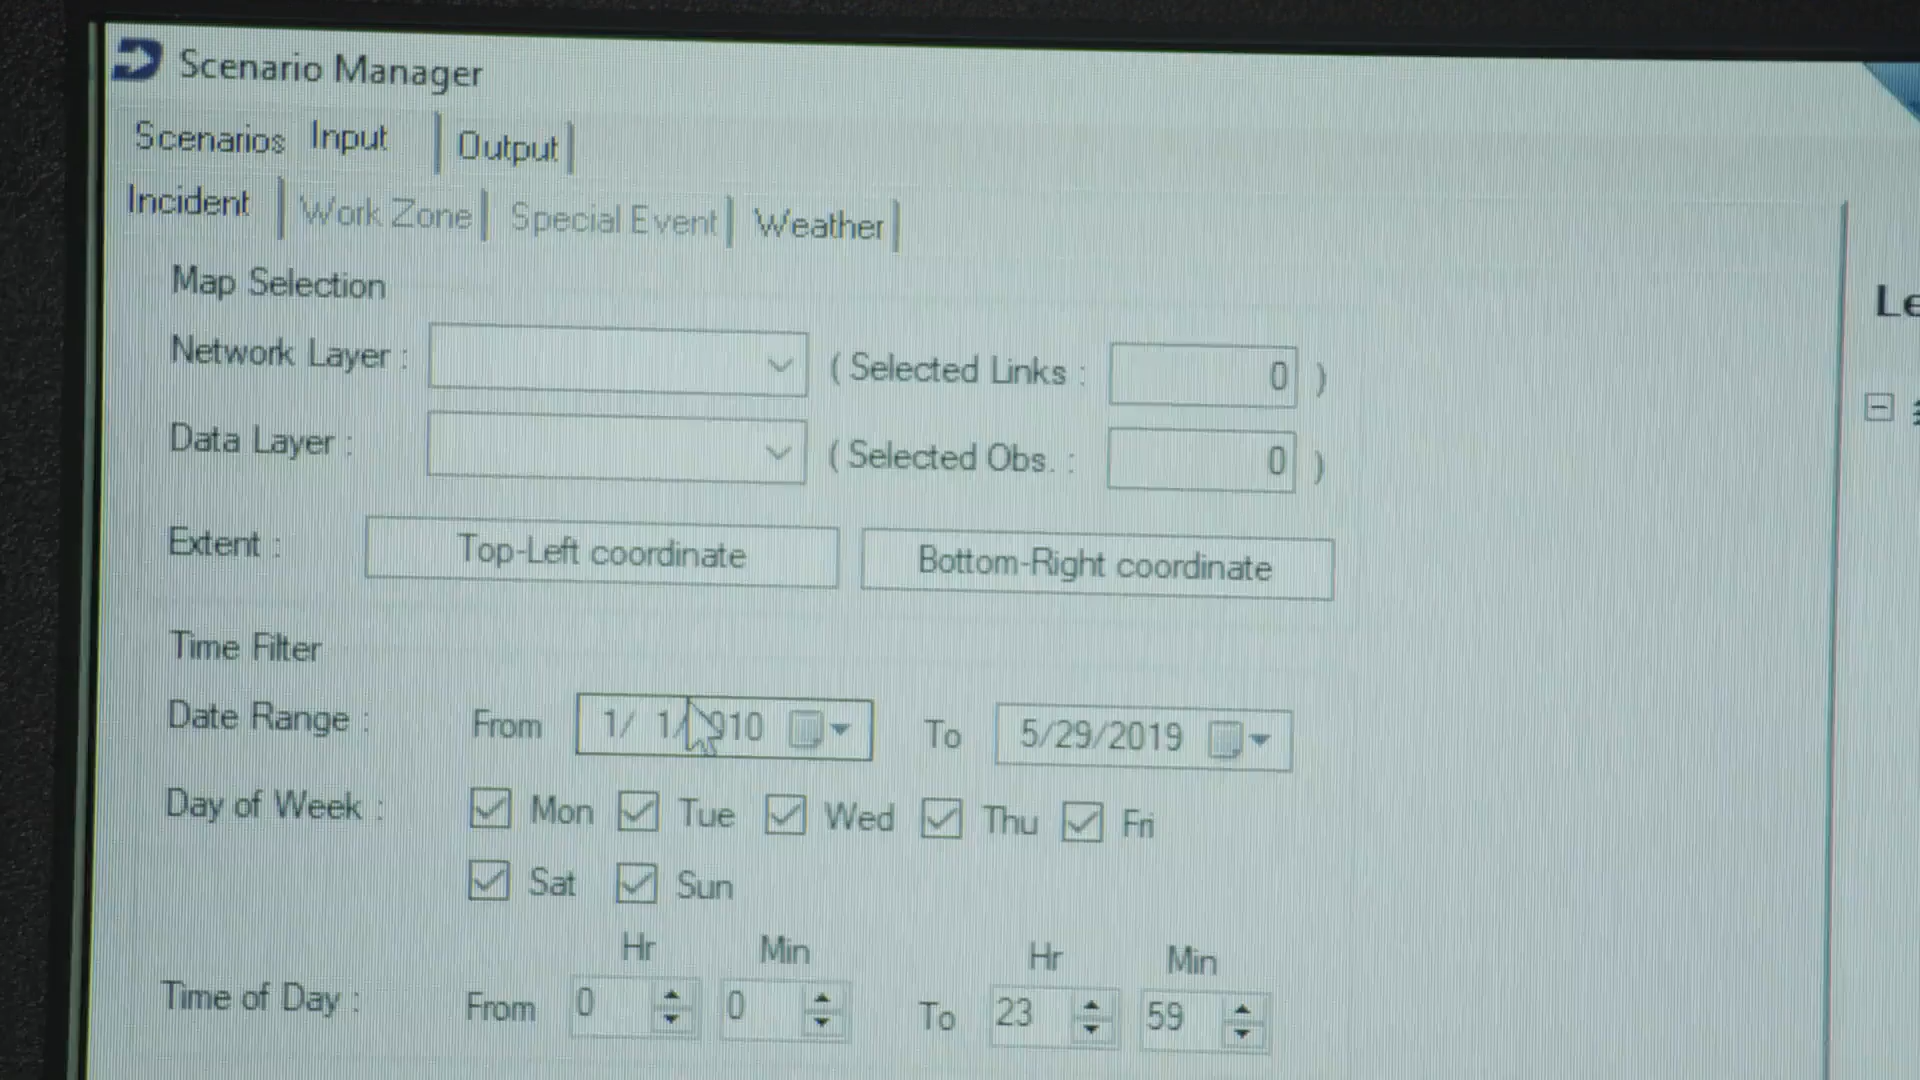 Scenario Manager
Scenarios Input Output
Incident Work Zone Special Event Weather
Map Selection
Network Layer : ( Selected Links : 0 )
Data Layer : ( Selected Obs. : 0 )
Extent : Top-Left coordinate Bottom-Right coordinate
Time Filter
Date Range : From To 5/29/2019
Day of Week : Mon Tue Wed Thu Fri
Sat Sun
Hr Min Hr Min
Time of Day : From 0 0 To 23 59